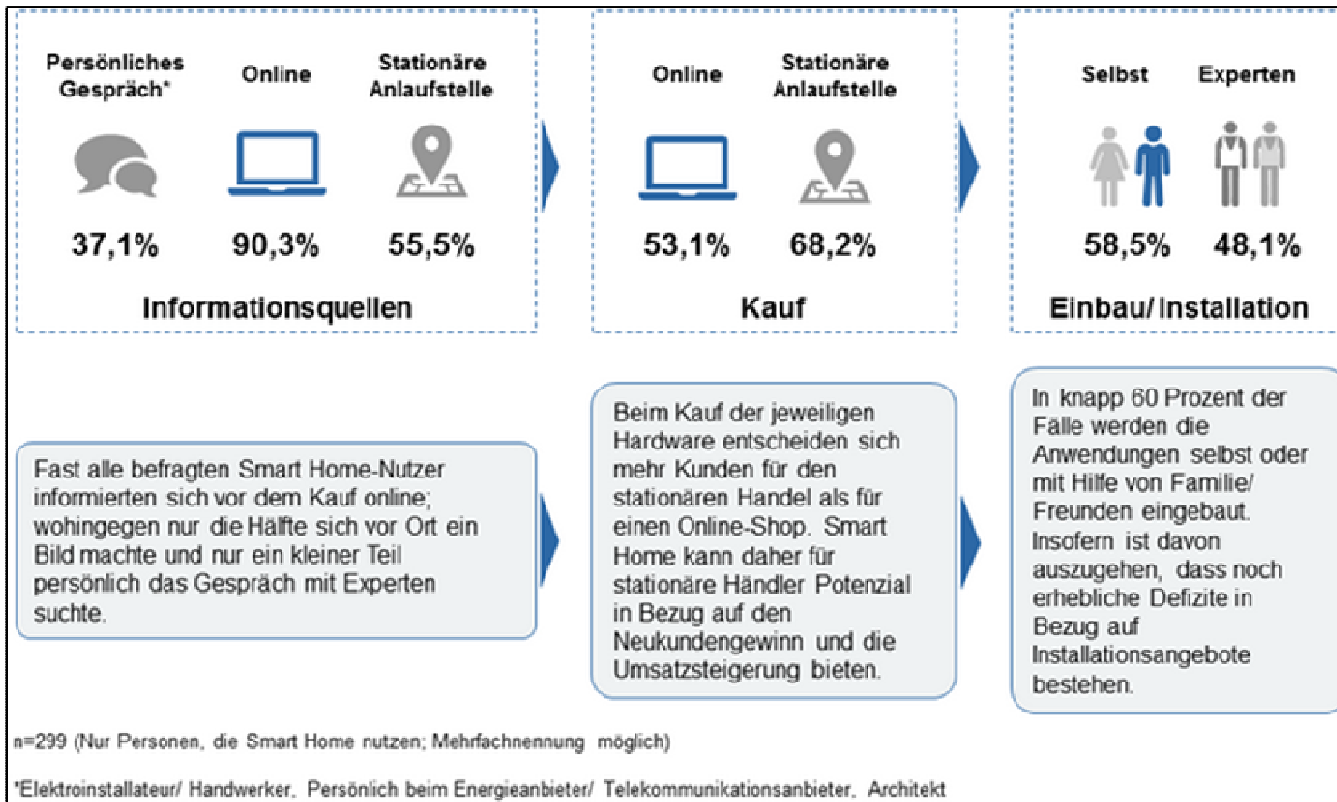 Persönliches Gespräch*
Online
Stationäre Anlaufstelle
37,1%
90,3%
55,5%
Informationsquellen
Online
Stationäre Anlaufstelle
53,1%
68,2%
Kauf
Selbst
Experten
58,5%
48,1%
Einbau/ Installation
Fast alle befragten Smart Home-Nutzer
informierten sich vor dem Kauf online;
wohingegen nur die Hälfte sich vor Ort ein
Bild machte und nur ein kleiner Teil
persönlich das Gespräch mit Experten
suchte.
Beim Kauf der jeweiligen
Hardware entscheiden sich
mehr Kunden für den
stationären Handel als für
einen Online-Shop. Smart
Home kann daher für
stationäre Händler Potenzial
in Bezug auf den
Neukundengewinn und die
Umsatzsteigerung bieten.
In knapp 60 Prozent der
Fälle werden die
Anwendungen selbst oder
mit Hilfe von Familie/
Freunden eingebaut.
Insofern ist davon
auszugehen, dass noch
erhebliche Defizite in
Bezug auf
Installationsangebote
bestehen.
n=299 (Nur Personen, die Smart Home nutzen; Mehrfachnennung möglich)
*Elektroinstallateur/ Handwerker, Persönlich beim Energieanbieter/ Telekommunikationsanbieter, Architekt